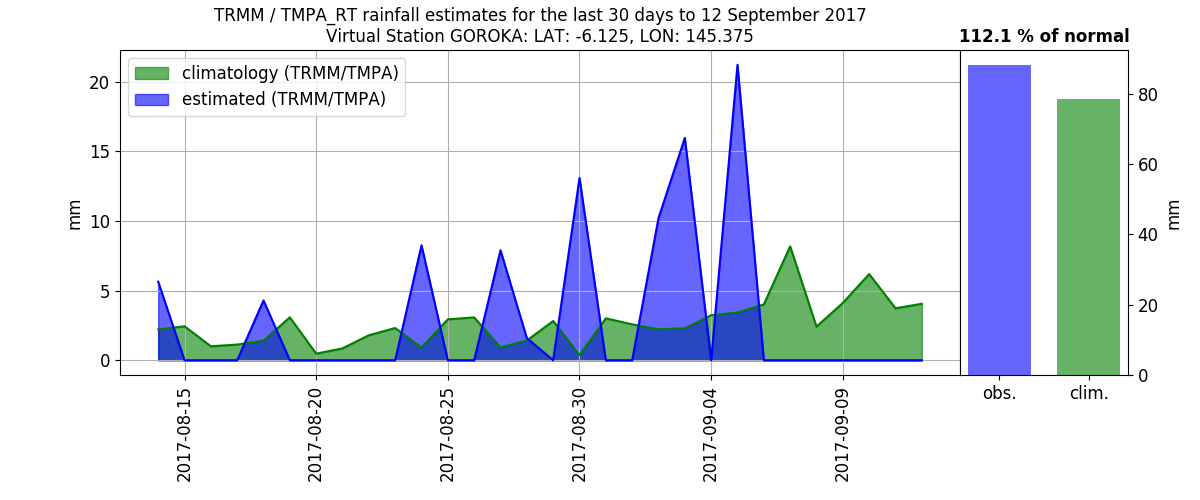 TRMM / TMPA_RT rainfall estimates for the last 30 days to 12 September 2017
Virtual Station GOROKA: LAT: -6.125, LON: 145.375
112.1 % of normal
climatology (TRMM/TMPA)
estimated (TRMM/TMPA)
mm
20
15
10
5
0
2017-08-15
2017-08-20
2017-08-25
2017-08-30
2017-09-04
2017-09-09
80
60
40
20
0
mm
obs.
clim.